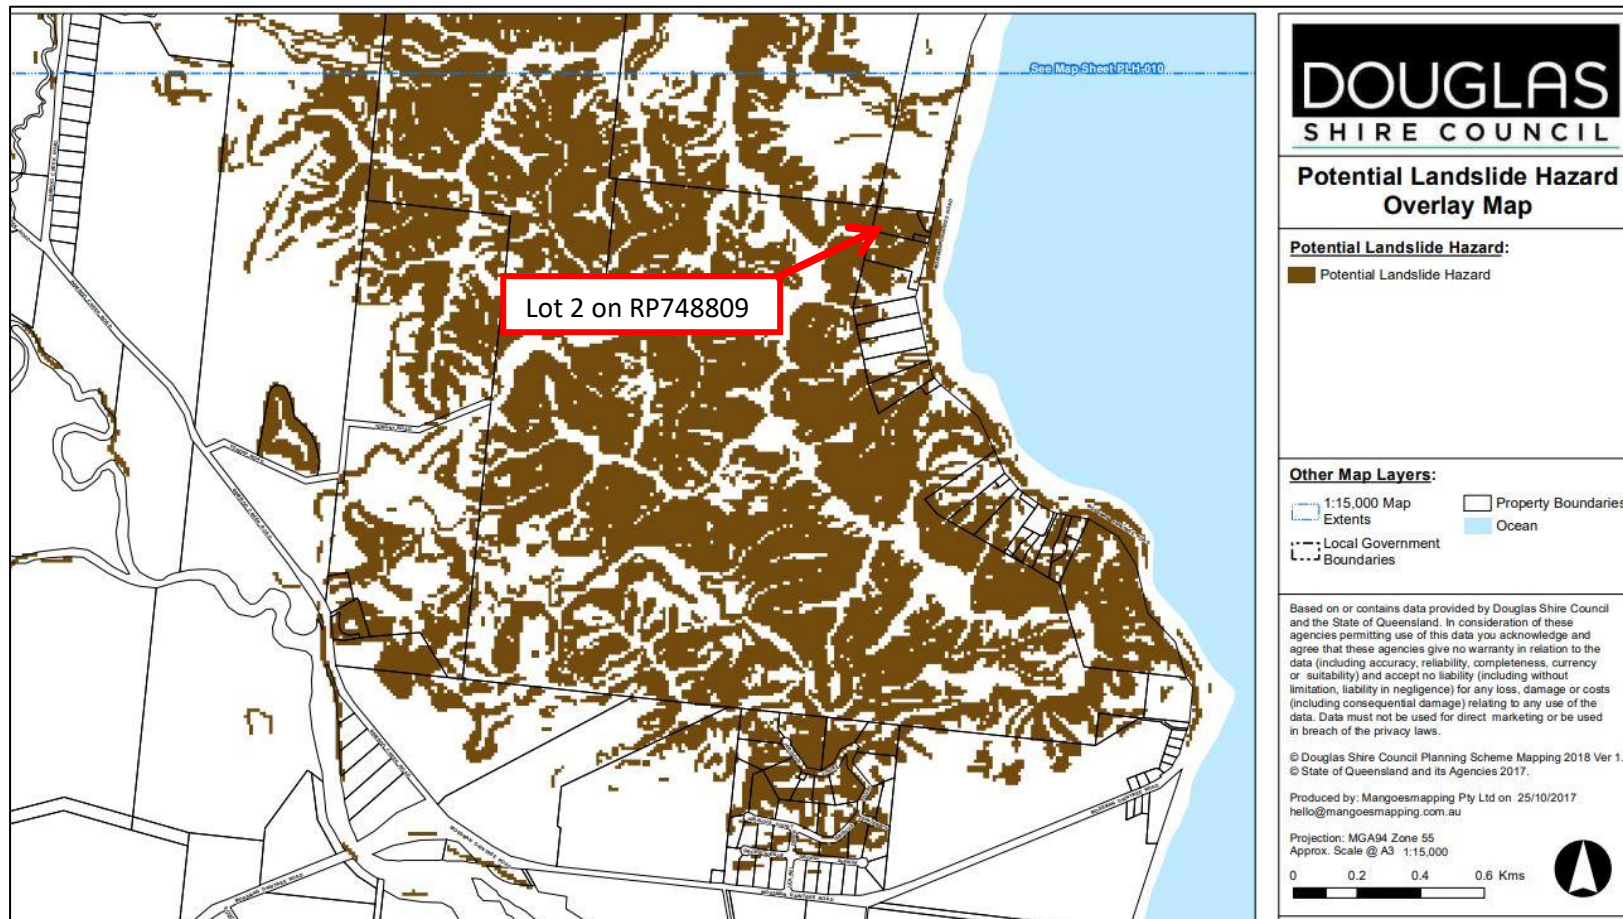 See Map Sheet PLH-010
Lot 2 on RP748809
DOUGLAS
SHIRE COUNCIL
Potential Landslide Hazard
Overlay Map
Potential Landslide Hazard:
Potential Landslide Hazard
Other Map Layers:
1:15,000 Map
Extents
Property Boundaries
Ocean
Local Government
Boundaries
Based on or contains data provided by Douglas Shire Council
and the State of Queensland. In consideration of these
agencies permitting use of this data you acknowledge and
agree that these agencies give no warranty in relation to the
data (including accuracy, reliability, completeness, currency
or suitability) and accept no liability (including without
limitation, liability in negligence) for any loss, damage or costs
(including consequential damage) relating to any use of the
data. Data must not be used for direct marketing or be used
in breach of the privacy laws.
© Douglas Shire Council Planning Scheme Mapping 2018 Ver 1.
© State of Queensland and its Agencies 2017.
Produced by: Mangoesmapping Pty Ltd on 25/10/2017
hello@mangoesmapping.com.au
Projection: MGA94 Zone 55
Approx. Scale @ A3 1:15,000
0 0.2 0.4 0.6 Kms